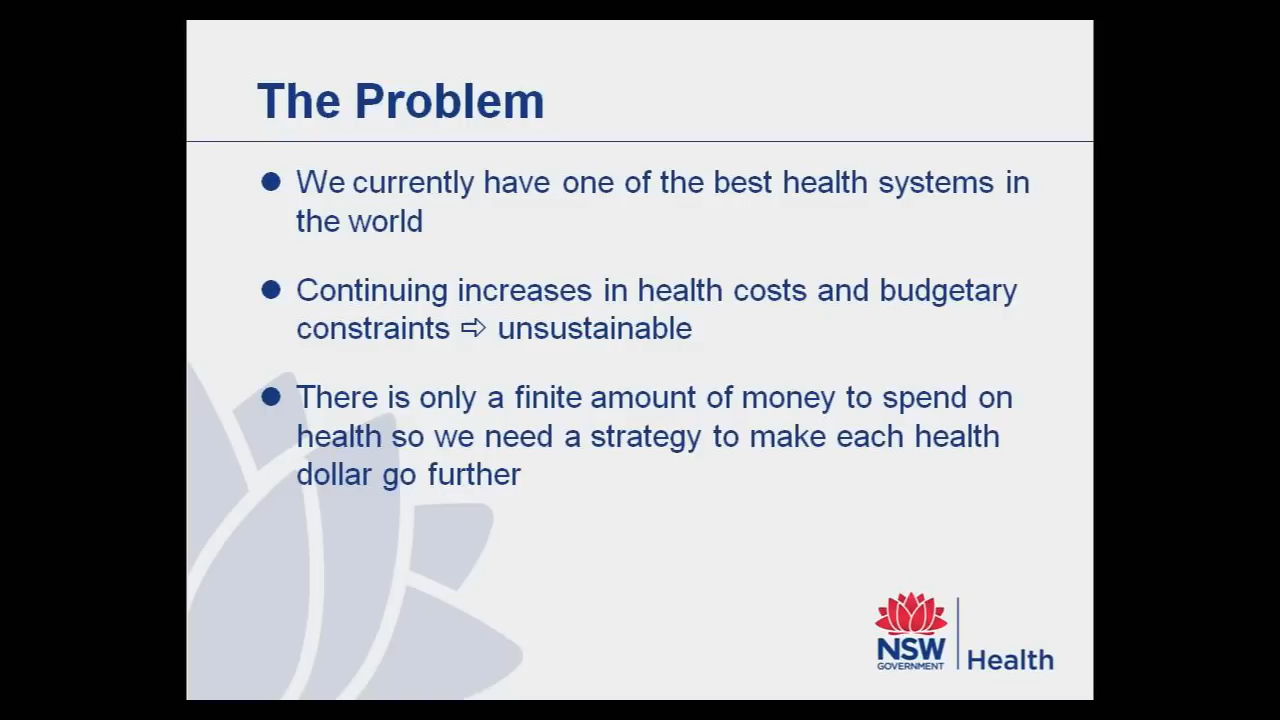 The Problem
We currently have one of the best health systems in
the world
Continuing increases in health costs and budgetary
constraints ⇨ unsustainable
There is only a finite amount of money to spend on
health so we need a strategy to make each health
dollar go further
NSW
GOVERNMENT
Health